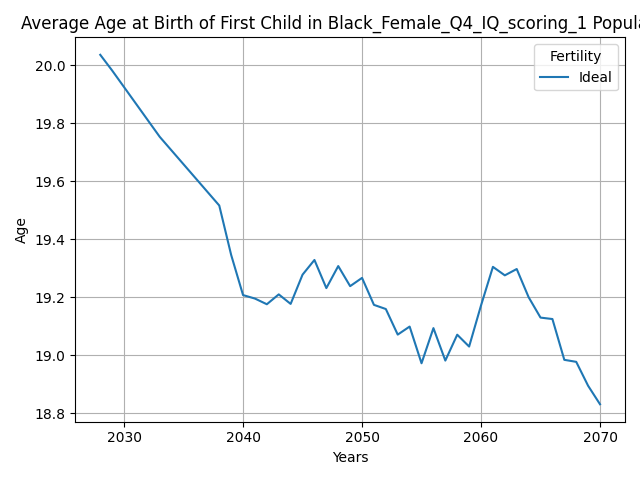 Average Age at Birth of First Child in Black_Female_Q4_IQ_scoring_1 Popula
Fertility
Ideal
20.0
19.8
19.6
19.4
19.2
19.0
18.8
Age
2030 2040 2050 2060 2070
Years